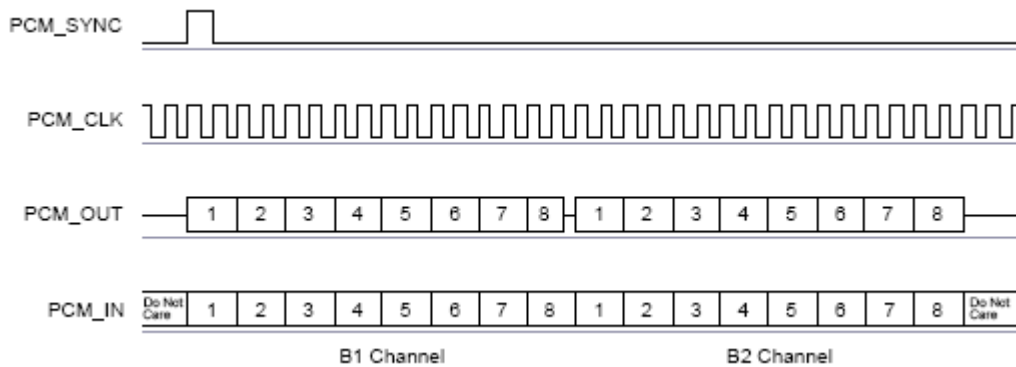 PCM_SYNC
PCM_CLK
PCM_OUT 1 2 3 4 5 6 7 8 1 2 3 4 5 6 7 8
PCM_IN Do Not Care 1 2 3 4 5 6 7 8 1 2 3 4 5 6 7 8 Do Not Care
B1 Channel B2 Channel